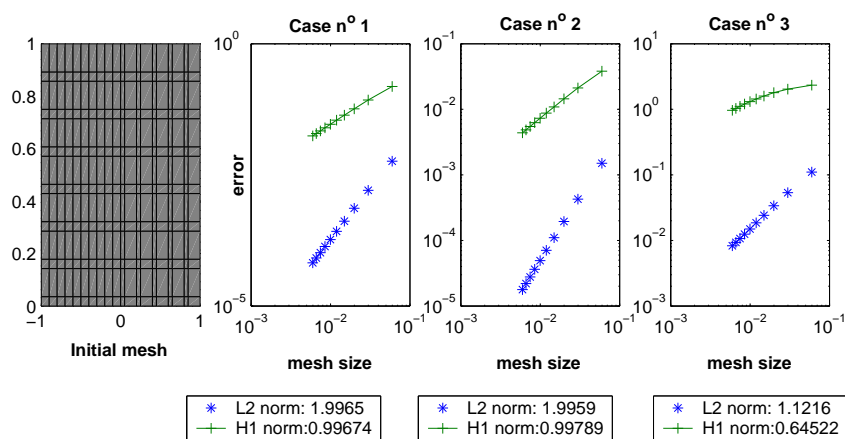 Case nº 1
Case nº 2
Case nº 3
1
0.8
0.6
0.4
0.2
0
−1
0
1
Initial mesh
10^0
10^−5
error
10^−3
10^−2
10^−1
mesh size
10^−1
10^−2
10^−3
10^−4
10^−5
10^−3
10^−2
10^−1
mesh size
10^1
10^0
10^−1
10^−2
10^−3
10^−3
10^−2
10^−1
mesh size
L2 norm: 1.9965
H1 norm:0.99674
L2 norm: 1.9959
H1 norm:0.99789
L2 norm: 1.1216
H1 norm:0.64522